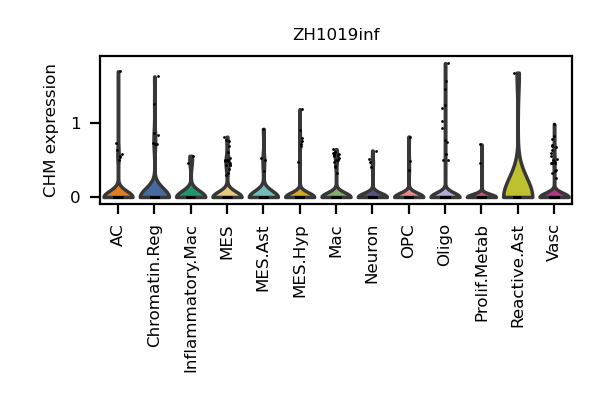 ZH1019inf
CHM expression
1
0
AC
Chromatin.Reg
Inflammatory.Mac
MES
MES.Ast
MES.Hyp
Mac
Neuron
OPC
Oligo
Prolif.Metab
Reactive.Ast
Vasc